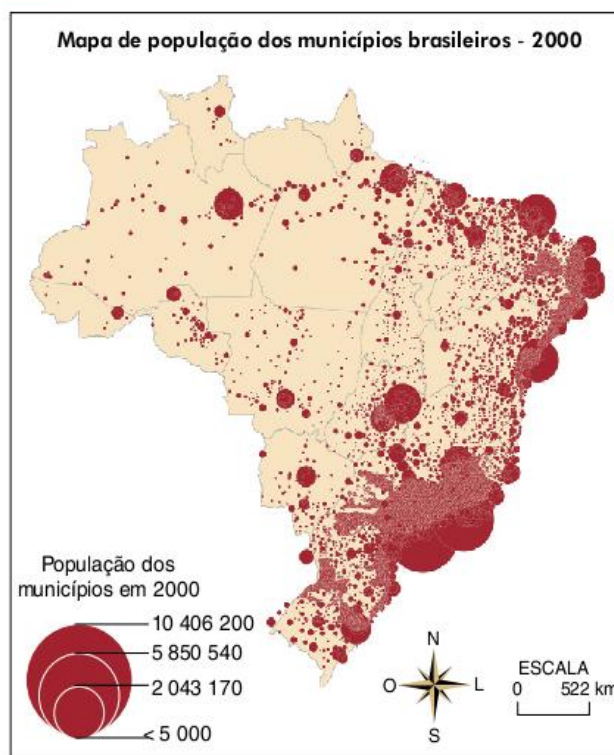 Mapa de população dos municípios brasileiros - 2000
População dos
municípios em 2000
10 406 200
5 850 540
2 043 170
< 5 000
N
O
L
S
ESCALA
0 522 km